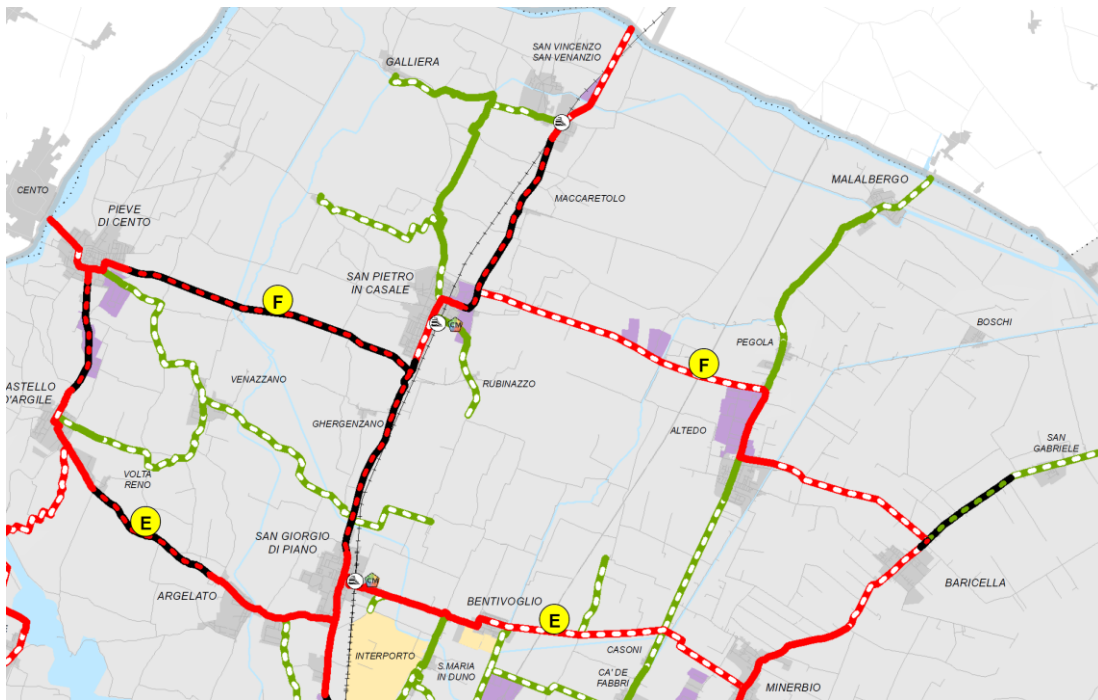 SAN VINCENZO
SAN VENANZIO
GALLIERA
MALALBERGO
CENTO
PIEVE
DI CENTO
MACCARETOLO
SAN PIETRO
IN CASALE
F
CM
BOSCHI
PEGOLA
F
RUBINAZZO
VENAZZANO
ASTELLO
D'ARGILE
GHERGENZANO
ALTEDO
SAN
GABRIELE
VOLTA
RENO
E
SAN GIORGIO
DI PIANO
CM
BARICELLA
ARGELATO
BENTIVOGLIO
E
CASONI
INTERPORTO
S.MARIA
IN DUNO
CA' DE
FABBRI
MINERBIO